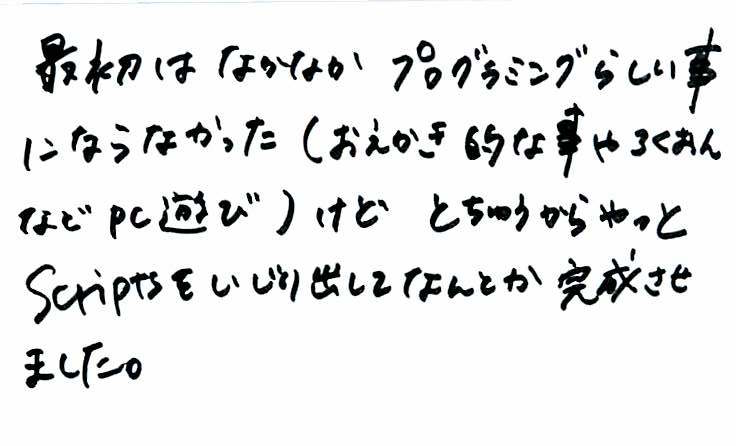 最初は なかなか プログラミングらしい事
にならなかった(おえかき的な事やろくおん
などPC遊び)けど とちゅうからやっと
Scriptsをいじり出してなんとか完成させ
ました。